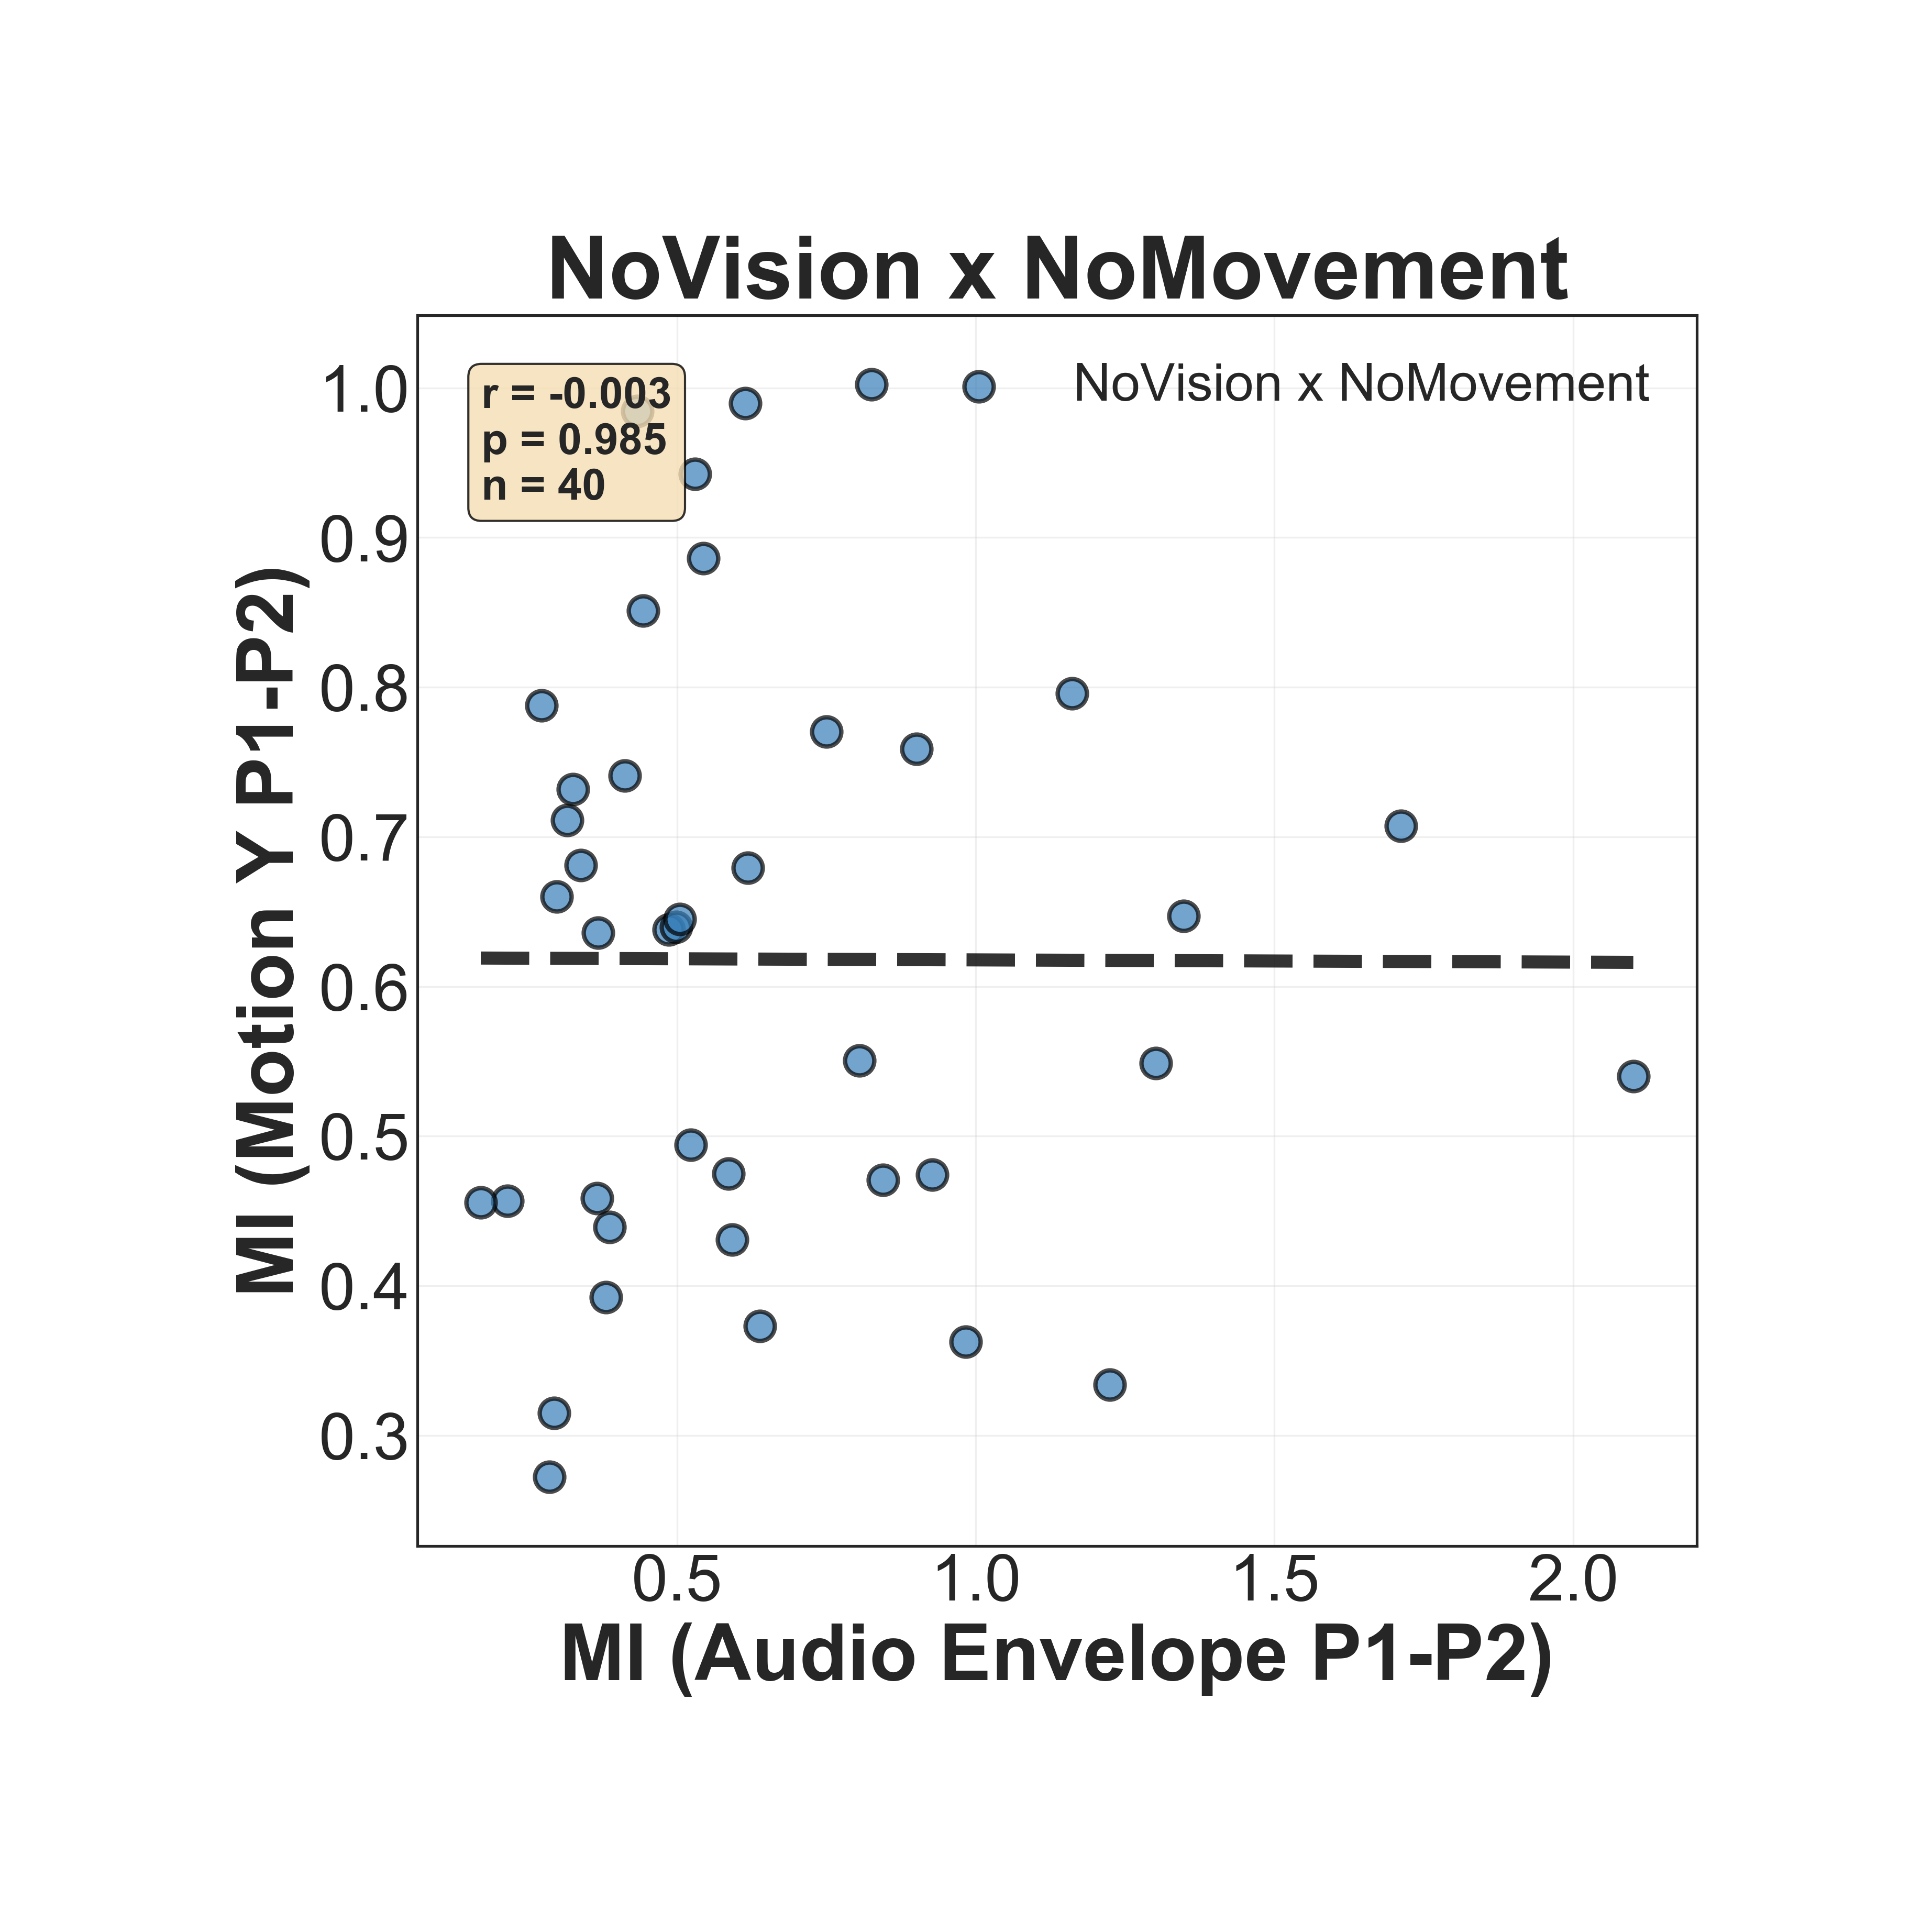 NoVision x NoMovement
r = -0.003
p = 0.985
n = 40
NoVision x NoMovement
MI (Motion Y P1-P2)
1.0
0.9
0.8
0.7
0.6
0.5
0.4
0.3
0.5 1.0 1.5 2.0
MI (Audio Envelope P1-P2)